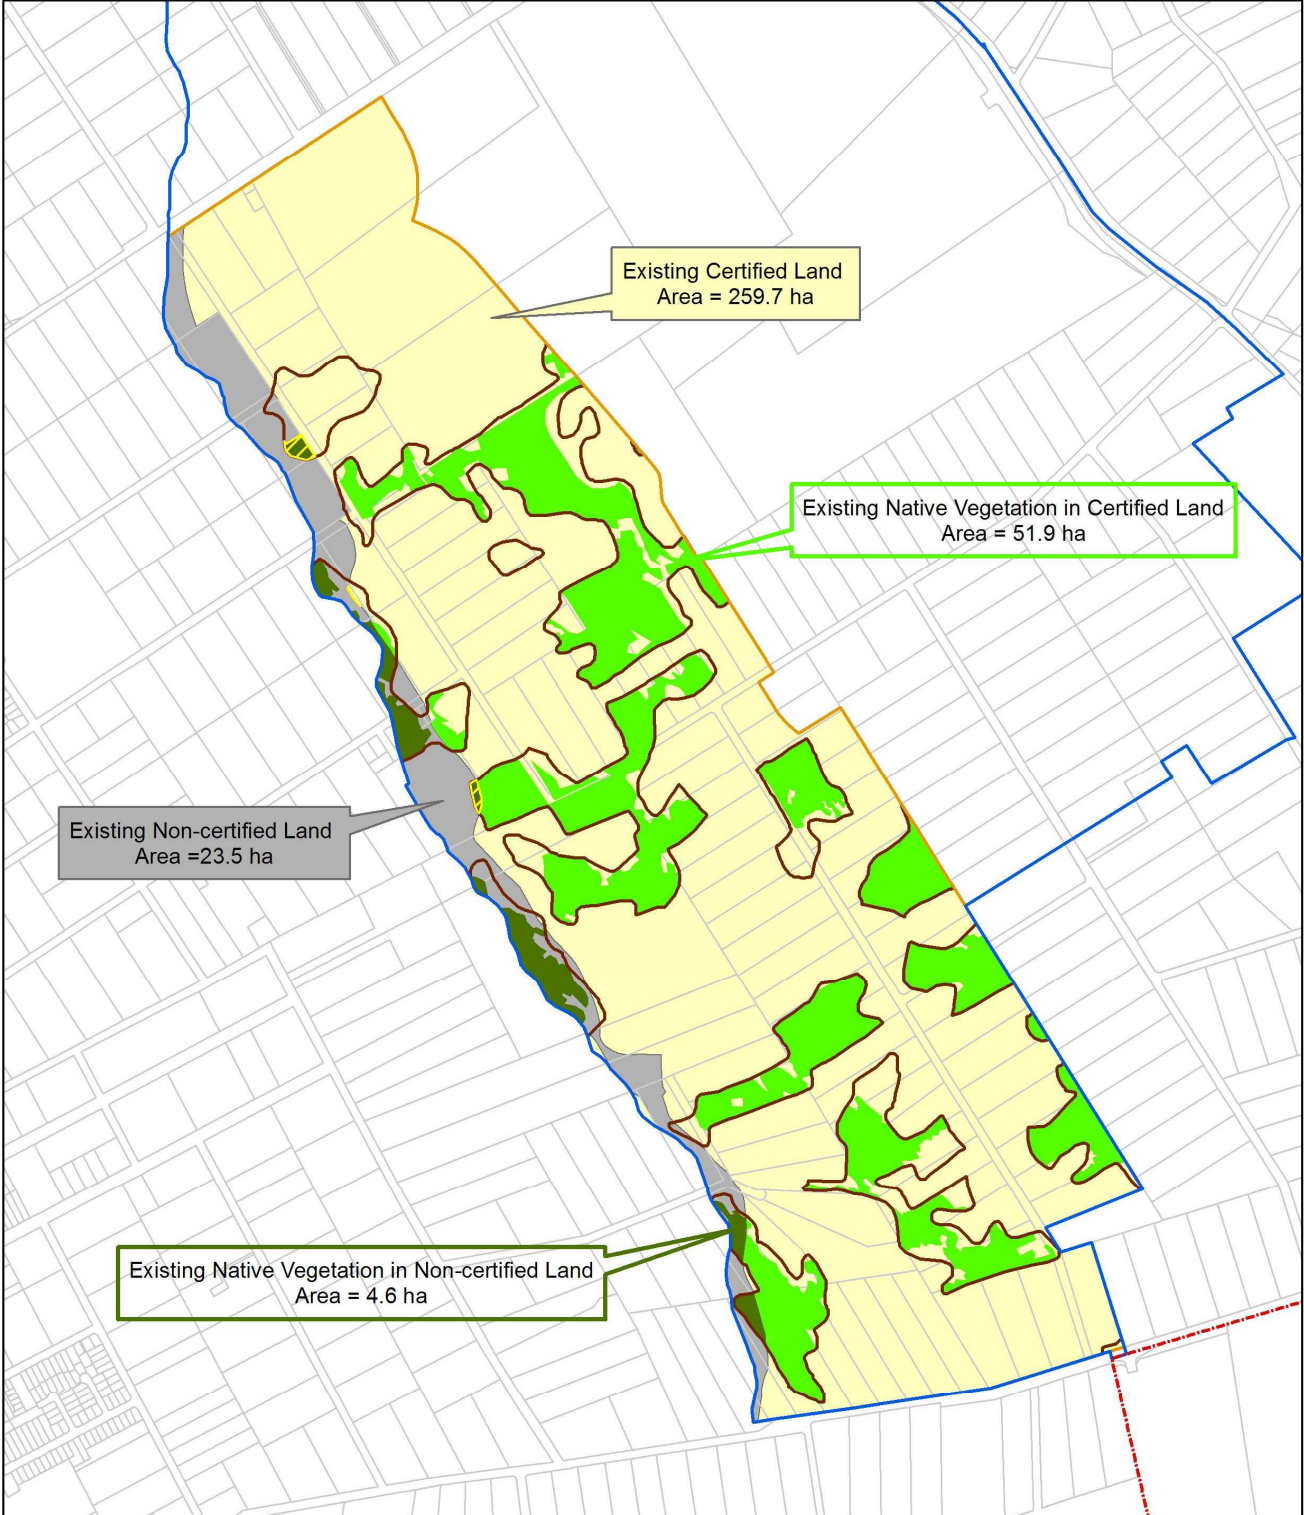 Existing Certified Land
Area = 259.7 ha
Existing Native Vegetation in Certified Land
Area = 51.9 ha
Existing Non-certified Land
Area =23.5 ha
Existing Native Vegetation in Non-certified Land
Area = 4.6 ha